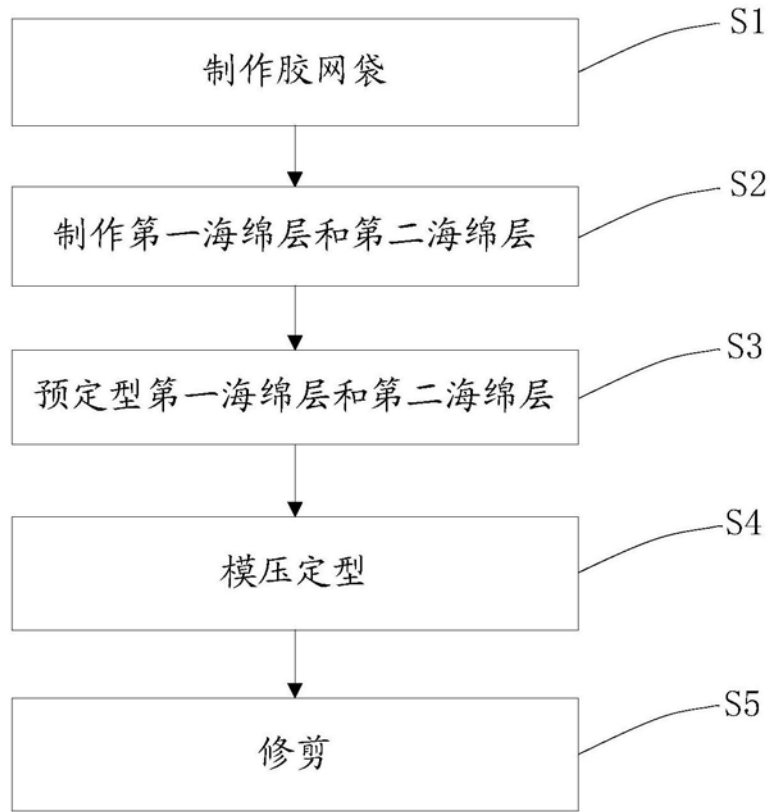 S1
制作胶网袋
S2
制作第一海绵层和第二海绵层
S3
预定型第一海绵层和第二海绵层
S4
模压定型
S5
修剪